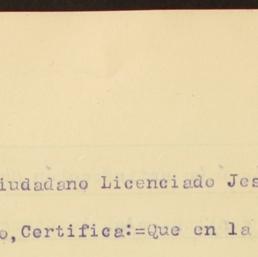 iudadano Licenciado Jes
o,Certifica:=Que en la